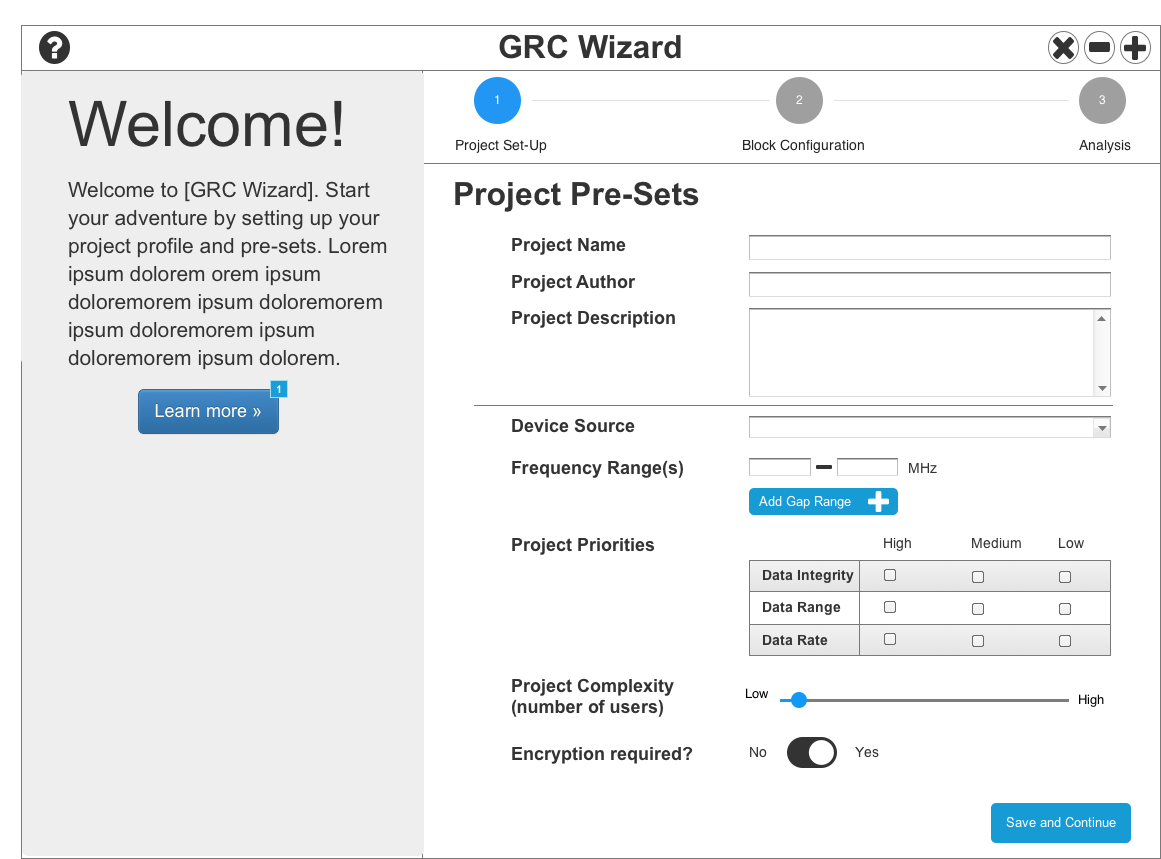 ?
GRC Wizard
Welcome!
Welcome to [GRC Wizard]. Start
your adventure by setting up your
project profile and pre-sets. Lorem
ipsum dolorem orem ipsum
doloremorem ipsum doloremorem
ipsum doloremorem ipsum
doloremorem ipsum dolorem.
Learn more »
1
1
2
3
Project Set-Up
Block Configuration
Analysis
Project Pre-Sets
Project Name
Project Author
Project Description
Device Source
Frequency Range(s)
MHz
Add Gap Range
Project Priorities
High Medium Low
Data Integrity
Data Range
Data Rate
Project Complexity
(number of users)
Low
High
Encryption required?
No
Yes
Save and Continue